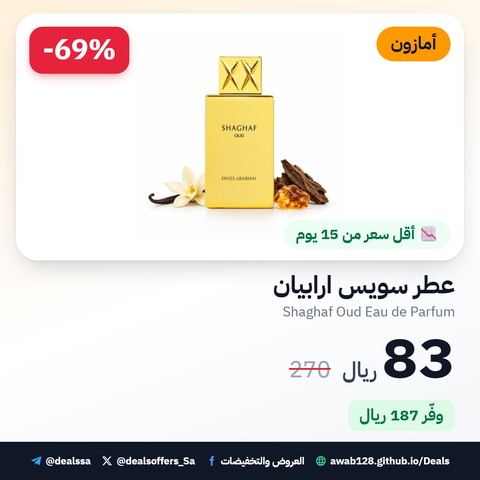 -69%
أمازون
SHAGHAF
OUD
SWISS ARABIAN
أقل سعر من 15 يوم
عطر سويس ارابيان
Shaghaf Oud Eau de Parfum
83 ريال 270
وفّر 187 ريال
@dealssa @dealsoffers_Sa العروض والتخفيضات awab128.github.io/Deals